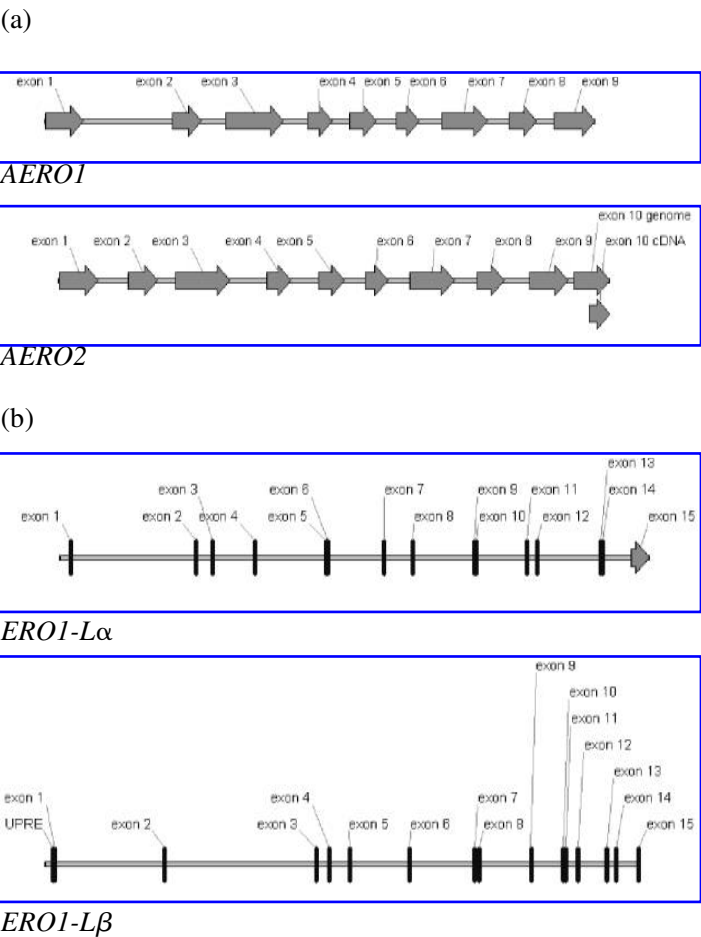 (a)
exon 1 exon 2 exon 3 exon 4 exon 5 exon 6 exon 7 exon 8 exon 9
AERO1
exon 10 genome
exon 1 exon 2 exon 3 exon 4 exon 5 exon 6 exon 7 exon 8 exon 9 exon 10 cDNA
AERO2
(b)
exon 13
exon 3 exon 6 exon 7 exon 9 exon 11 exon 14
exon 1 exon 2 exon 4 exon 5 exon 8 exon 10 exon 12 exon 15
ERO1-Lα
exon 9
exon 10
exon 11
exon 12
exon 13
exon 1 exon 4 exon 7 exon 14
UPRE exon 2 exon 3 exon 5 exon 6 exon 8 exon 15
ERO1-Lβ